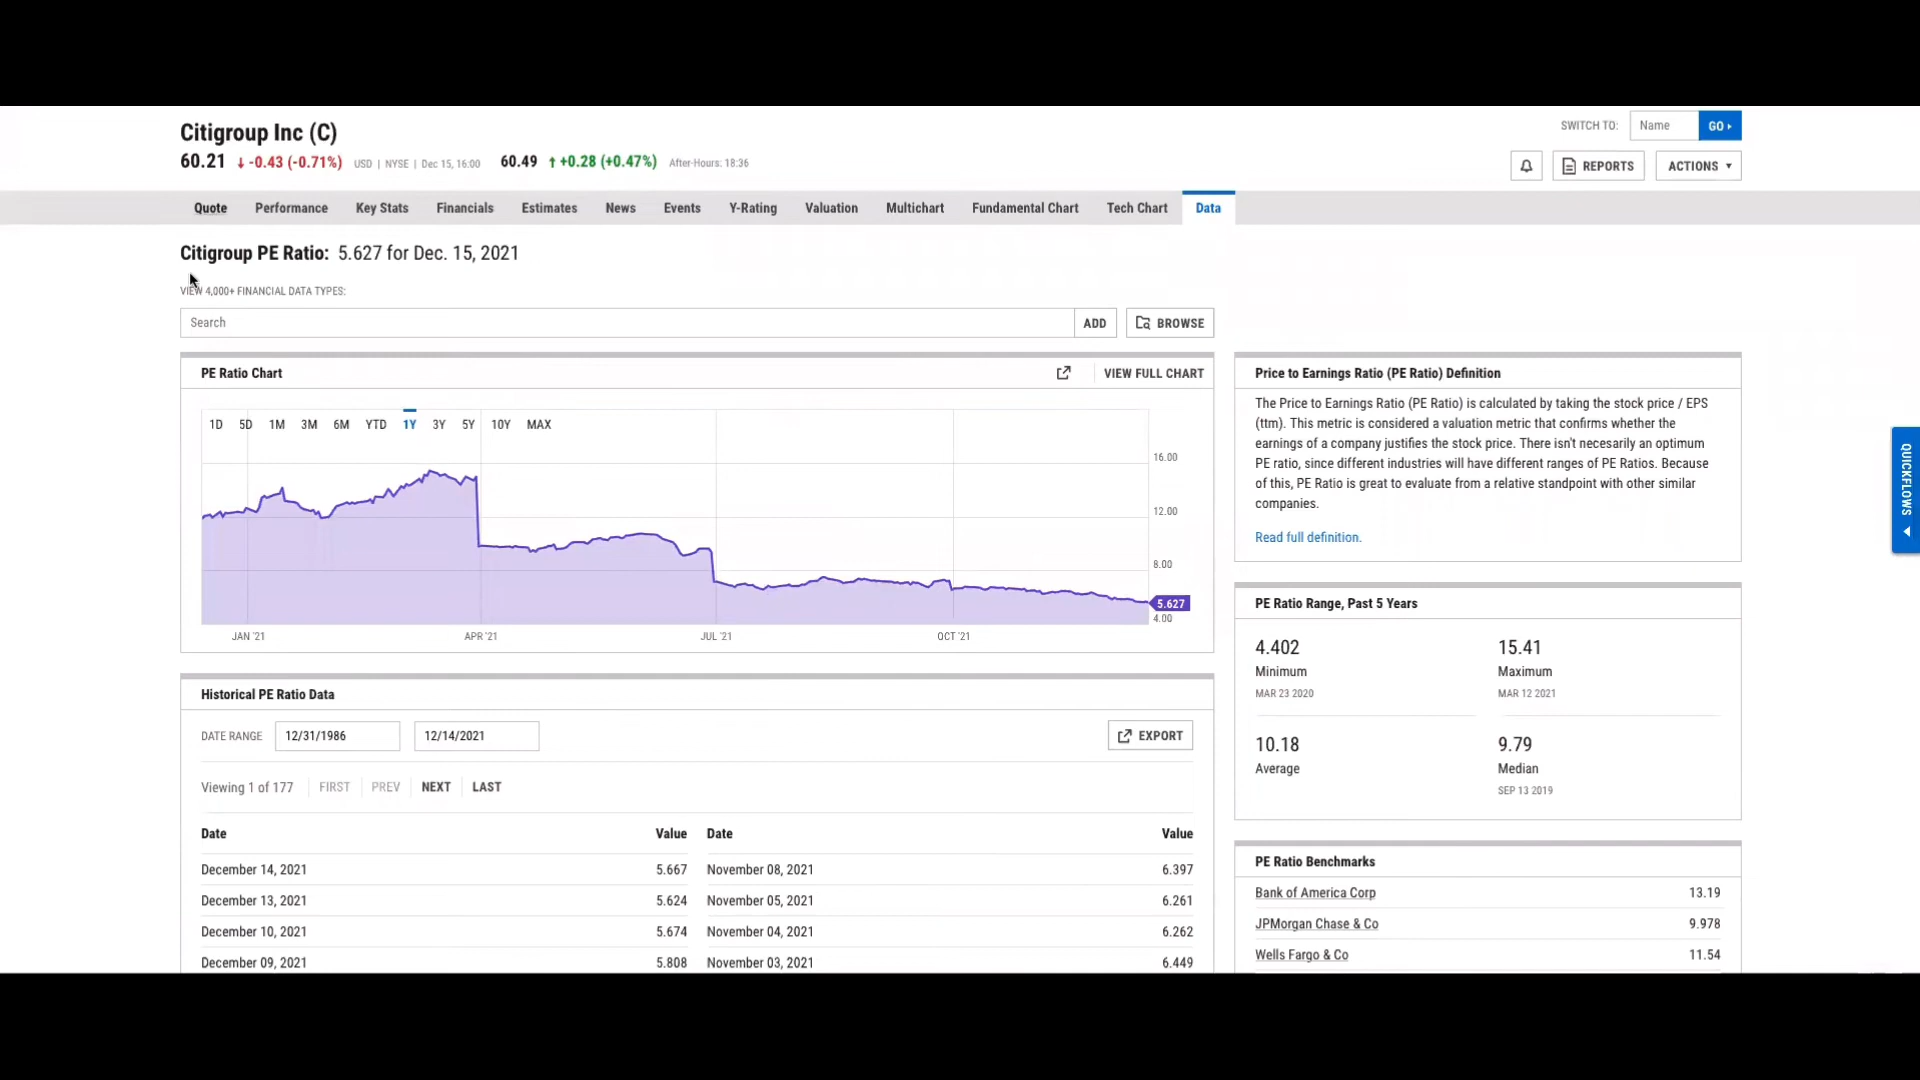 Citigroup Inc (C)
60.21 ↓ -0.43 (-0.71%) USD | NYSE | Dec 15, 16:00 60.49 ↑ +0.28 (+0.47%) After-Hours: 18:36
SWITCH TO: Name GO
REPORTS ACTIONS
Quote Performance Key Stats Financials Estimates News Events Y-Rating Valuation Multichart Fundamental Chart Tech Chart Data
Citigroup PE Ratio: 5.627 for Dec. 15, 2021
VIEW 4,000+ FINANCIAL DATA TYPES:
Search ADD BROWSE
PE Ratio Chart VIEW FULL CHART
1D 5D 1M 3M 6M YTD 1Y 3Y 5Y 10Y MAX
16.00
12.00
8.00
5.627
4.00
JAN '21 APR '21 JUL '21 OCT '21
Historical PE Ratio Data
DATE RANGE 12/31/1986 12/14/2021 EXPORT
Viewing 1 of 177 FIRST PREV NEXT LAST
Date Value Date Value
December 14, 2021 5.667 November 08, 2021 6.397
December 13, 2021 5.624 November 05, 2021 6.261
December 10, 2021 5.674 November 04, 2021 6.262
December 09, 2021 5.808 November 03, 2021 6.449
Price to Earnings Ratio (PE Ratio) Definition
The Price to Earnings Ratio (PE Ratio) is calculated by taking the stock price / EPS
(ttm). This metric is considered a valuation metric that confirms whether the
earnings of a company justifies the stock price. There isn't necesarily an optimum
PE ratio, since different industries will have different ranges of PE Ratios. Because
of this, PE Ratio is great to evaluate from a relative standpoint with other similar
companies.
Read full definition.
PE Ratio Range, Past 5 Years
4.402 15.41
Minimum Maximum
MAR 23 2020 MAR 12 2021
10.18 9.79
Average Median
SEP 13 2019
PE Ratio Benchmarks
Bank of America Corp 13.19
JPMorgan Chase & Co 9.978
Wells Fargo & Co 11.54
QUICKFLOWS